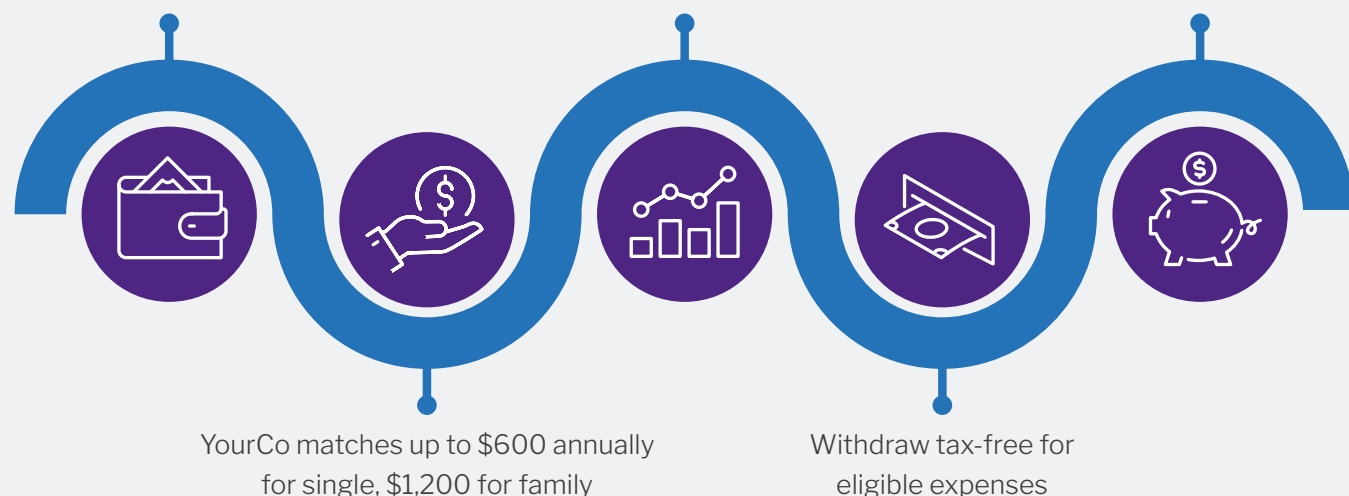 $
$
YourCo matches up to $600 annually
for single, $1,200 for family
Withdraw tax-free for
eligible expenses